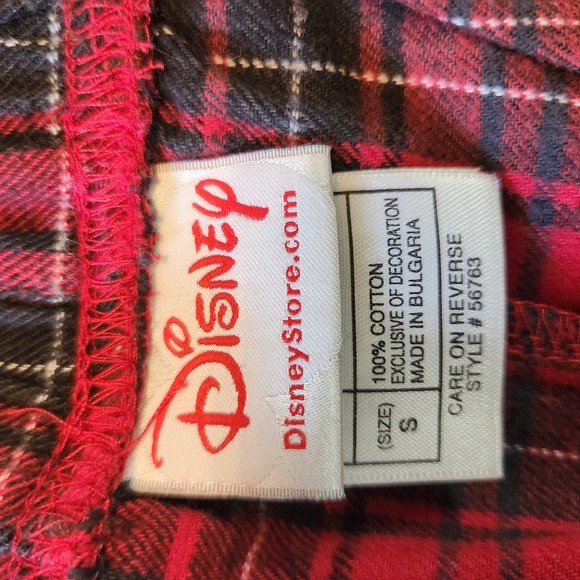 Disney
DisneyStore.com
(SIZE)
S
100% COTTON
EXCLUSIVE OF DECORATION
MADE IN BULGARIA
CARE ON REVERSE
STYLE # 56763